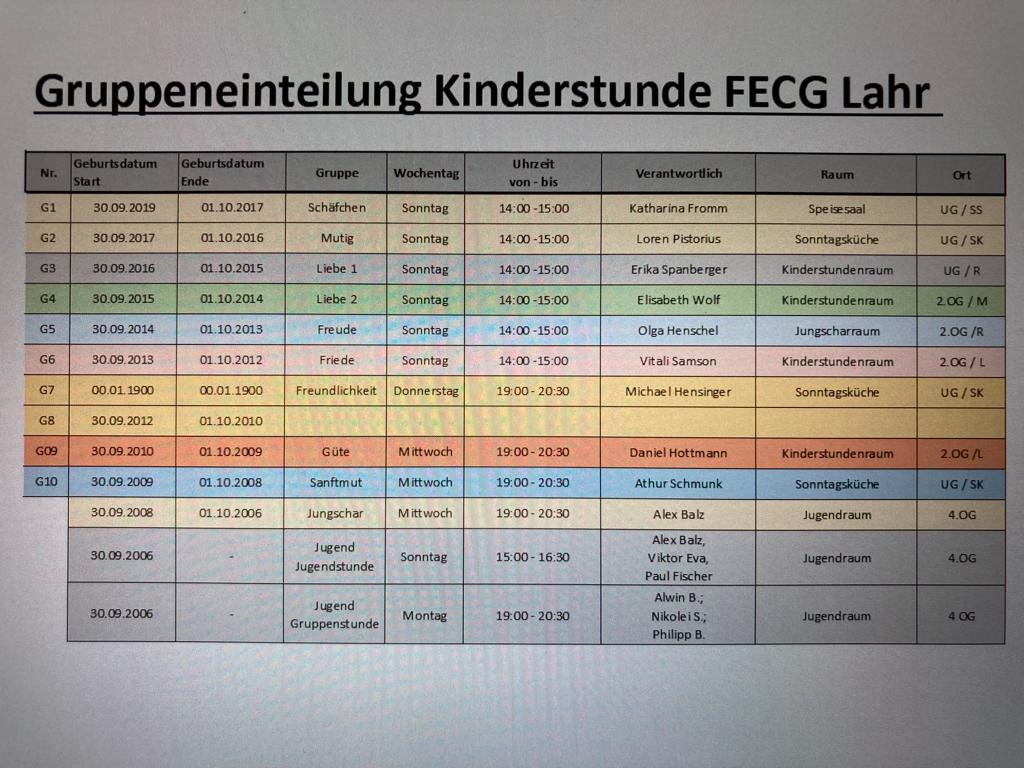 Gruppeneinteilung Kinderstunde FECG Lahr
Nr. Geburtsdatum Start Geburtsdatum Ende Gruppe Wochentag Uhrzeit von - bis Verantwortlich Raum Ort
G1 30.09.2019 01.10.2017 Schäfchen Sonntag 14:00 -15:00 Katharina Fromm Speisesaal UG / SS
G2 30.09.2017 01.10.2016 Mutig Sonntag 14:00 -15:00 Loren Pistorius Sonntagsküche UG / SK
G3 30.09.2016 01.10.2015 Liebe 1 Sonntag 14:00 -15:00 Erika Spanberger Kinderstundenraum UG / R
G4 30.09.2015 01.10.2014 Liebe 2 Sonntag 14:00 -15:00 Elisabeth Wolf Kinderstundenraum 2.OG / M
G5 30.09.2014 01.10.2013 Freude Sonntag 14:00 -15:00 Olga Henschel Jungscharraum 2.OG /R
G6 30.09.2013 01.10.2012 Friede Sonntag 14:00 -15:00 Vitali Samson Kinderstundenraum 2.OG / L
G7 00.01.1900 00.01.1900 Freundlichkeit Donnerstag 19:00 - 20:30 Michael Hensinger Sonntagsküche UG / SK
G8 30.09.2012 01.10.2010
G09 30.09.2010 01.10.2009 Güte Mittwoch 19:00 - 20:30 Daniel Hottmann Kinderstundenraum 2.OG /L
G10 30.09.2009 01.10.2008 Sanftmut Mittwoch 19:00 - 20:30 Athur Schmunk Sonntagsküche UG / SK
30.09.2008 01.10.2006 Jungschar Mittwoch 19:00 - 20:30 Alex Balz Jugendraum 4.OG
30.09.2006 - Jugend Jugendstunde Sonntag 15:00 - 16:30 Alex Balz, Viktor Eva, Paul Fischer Jugendraum 4.OG
30.09.2006 - Jugend Gruppenstunde Montag 19:00 - 20:30 Alwin B.; Nikolei S.; Philipp B. Jugendraum 4 OG